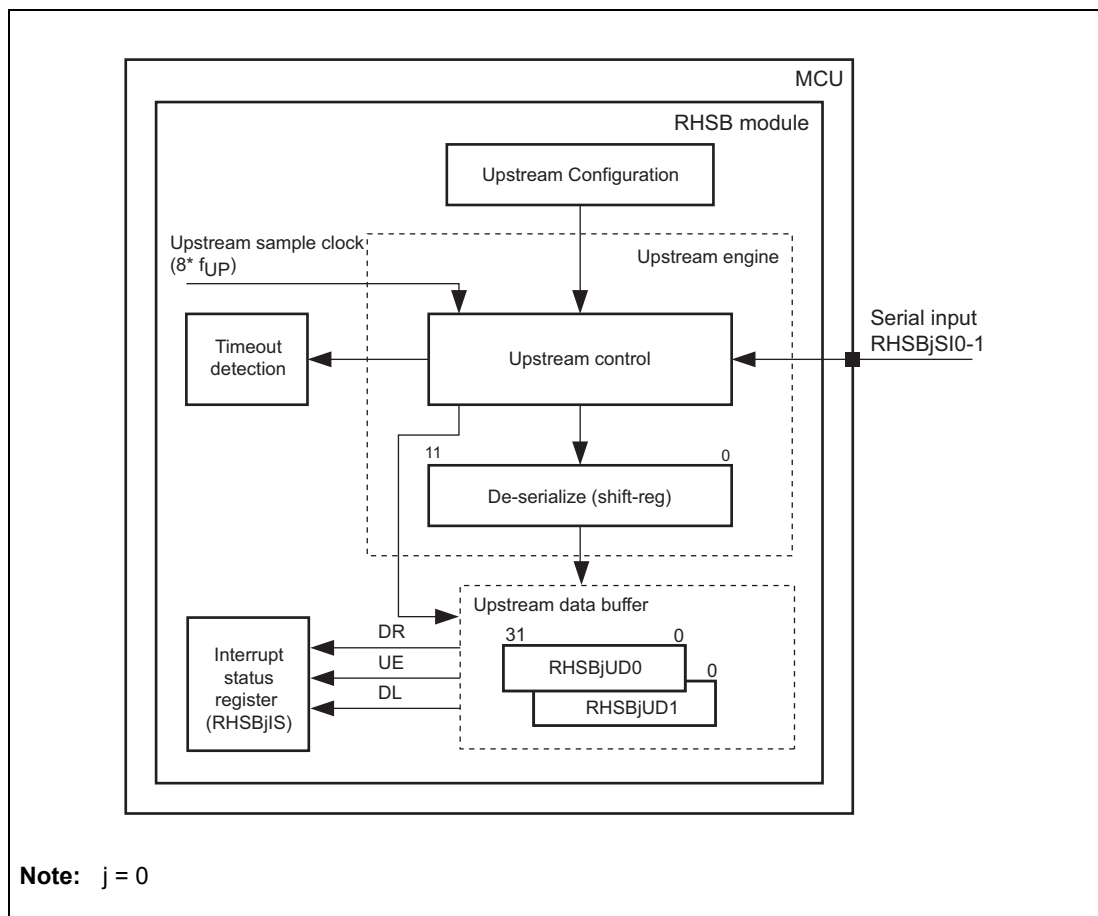 MCU
RHSB module
Upstream Configuration
Upstream sample clock
(8* fUP)
Upstream engine
Serial input
RHSBjSI0-1
Timeout
detection
Upstream control
11
0
De-serialize (shift-reg)
Upstream data buffer
31
0
0
RHSBjUD0
RHSBjUD1
DR
UE
DL
Interrupt
status
register
(RHSBjIS)
Note: j = 0